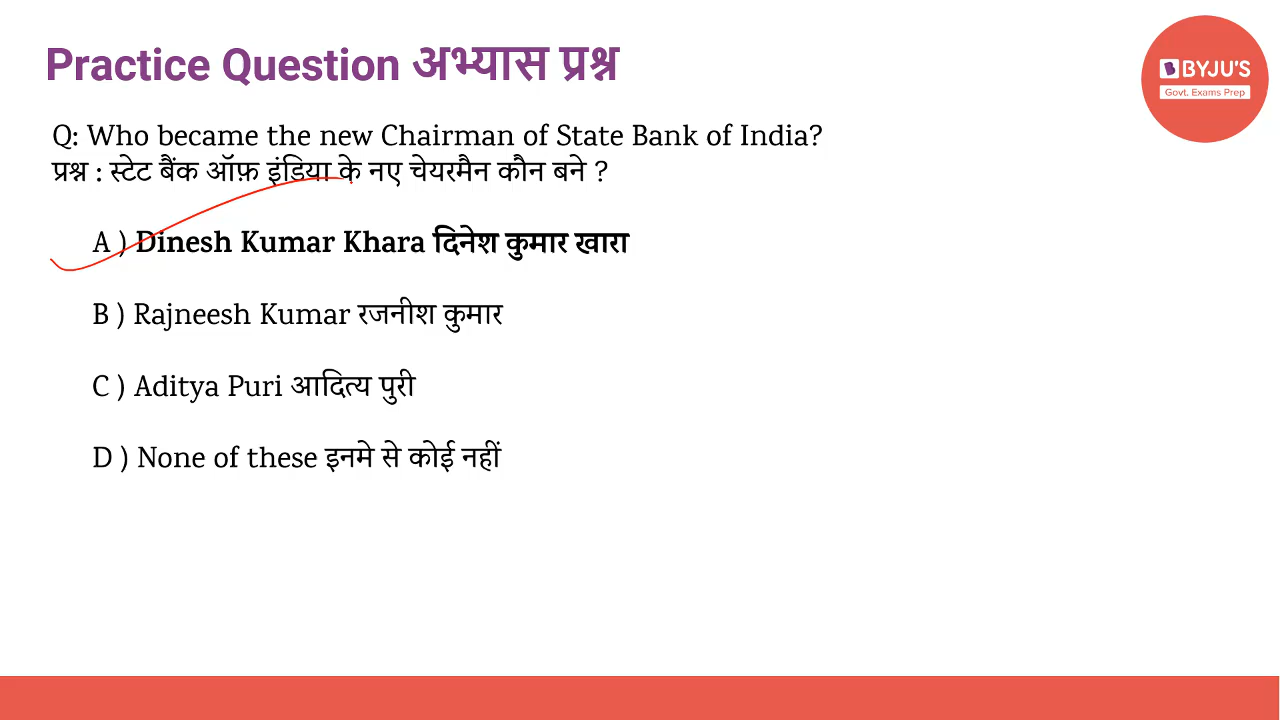 Practice Question अभ्यास प्रश्न
BYJU'S
Govt. Exams Prep
Q: Who became the new Chairman of State Bank of India?
प्रश्न : स्टेट बैंक ऑफ़ इंडिया के नए चेयरमैन कौन बने ?
A ) Dinesh Kumar Khara दिनेश कुमार खारा
B ) Rajneesh Kumar रजनीश कुमार
C ) Aditya Puri आदित्य पुरी
D ) None of these इनमे से कोई नहीं